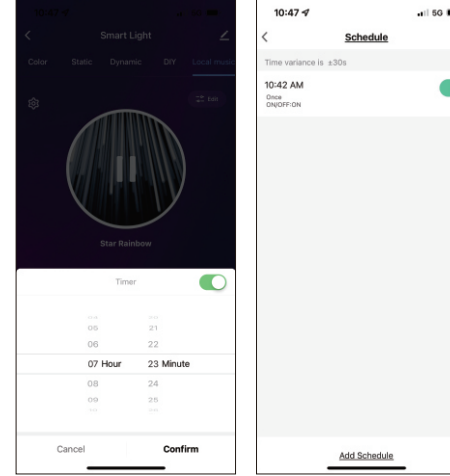 10:47
Smart Light
Color Static Dynamic DIY Local music
Edit
Star Rainbow
Timer
05 21
06 22
07 Hour 23 Minute
08 24
09 25
Cancel Confirm
10:47 5G
Schedule
Time variance is ±30s
10:42 AM
Once
ON/OFF:ON
Add Schedule